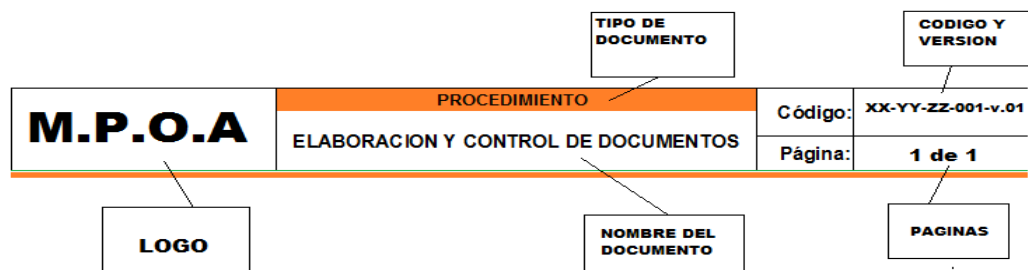 TIPO DE
DOCUMENTO
CODIGO Y
VERSION
M.P.O.A
PROCEDIMIENTO
ELABORACION Y CONTROL DE DOCUMENTOS
Código:
XX-YY-ZZ-001-v.01
Página:
1 de 1
LOGO
NOMBRE DEL
DOCUMENTO
PAGINAS